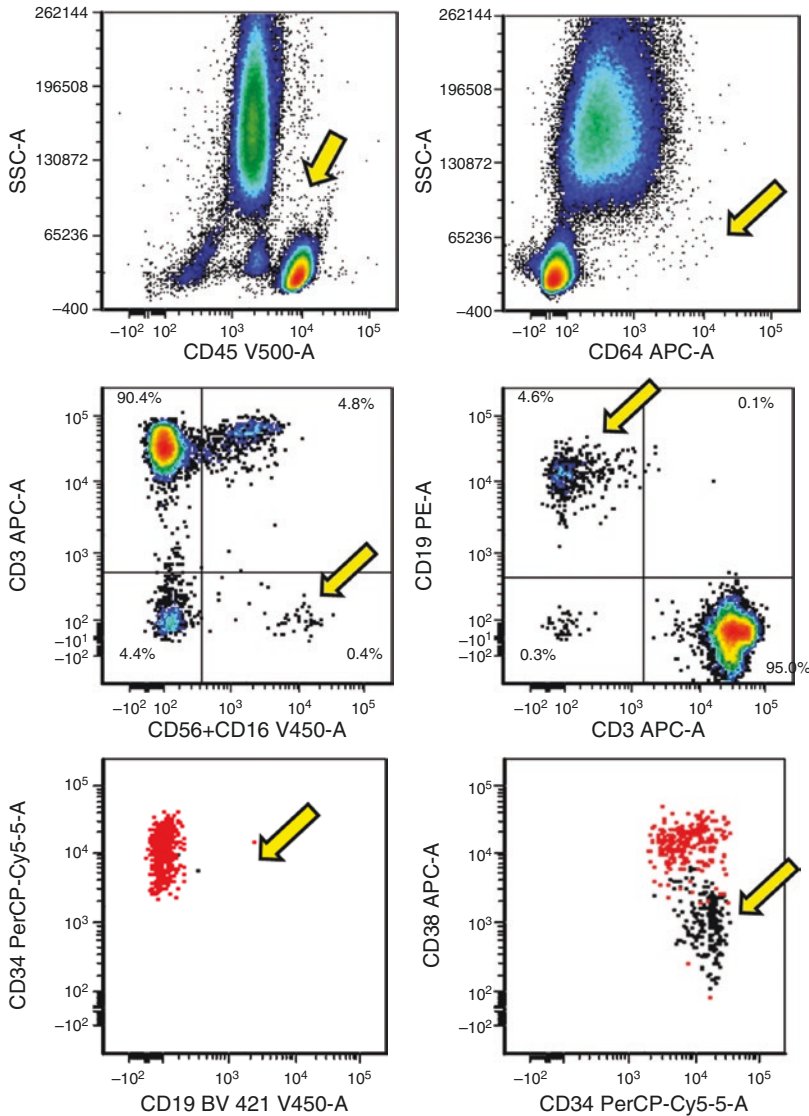 262144
196508
130872
65236
−400
SSC-A
−10² 10² 10³ 10⁴ 10⁵
CD45 V500-A
262144
196508
130872
65236
−400
SSC-A
−10² 10² 10³ 10⁴ 10⁵
CD64 APC-A
90.4%
4.8%
10⁵
10⁴
10³
10²
−10¹
−10²
CD3 APC-A
4.4%
0.4%
−10² 10² 10³ 10⁴ 10⁵
CD56+CD16 V450-A
4.6%
0.1%
10⁵
10⁴
10³
10²
−10¹
−10²
CD19 PE-A
0.3%
95.0%
−10² 10² 10³ 10⁴ 10⁵
CD3 APC-A
10⁵
10⁴
10³
10²
−10²
CD34 PerCP-Cy5-5-A
−10² 10³ 10⁴ 10⁵
CD19 BV 421 V450-A
10⁵
10⁴
10³
10²
−10²
CD38 APC-A
−10² 10³ 10⁴ 10⁵
CD34 PerCP-Cy5-5-A